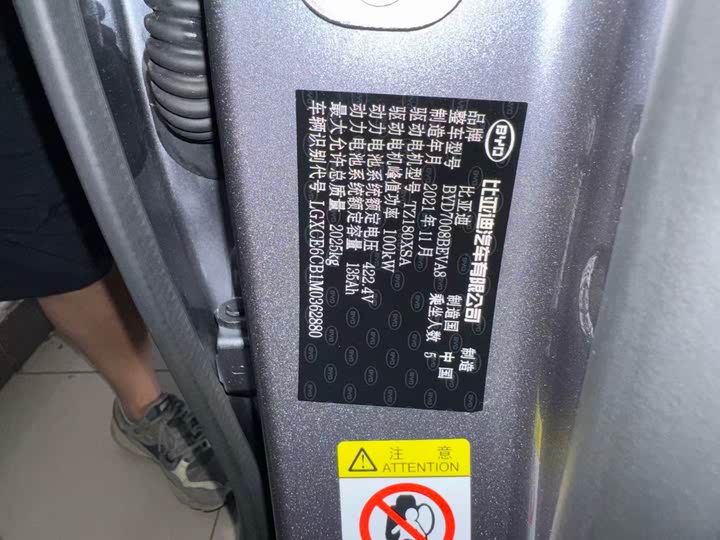 BYD 比亚迪汽车有限公司 制造
品牌 比亚迪 制造国 中国
整车型号 BYD7008BEVA8 乘坐人数 5
制造年月 2021年11月
驱动电机型号 TZ180XSA
驱动电机峰值功率 100kW
动力电池系统额定电压 422.4V
动力电池系统额定容量 135Ah
最大允许总质量 2025kg
车辆识别代号 LGXCE6CB1M0362880
注 意
ATTENTION